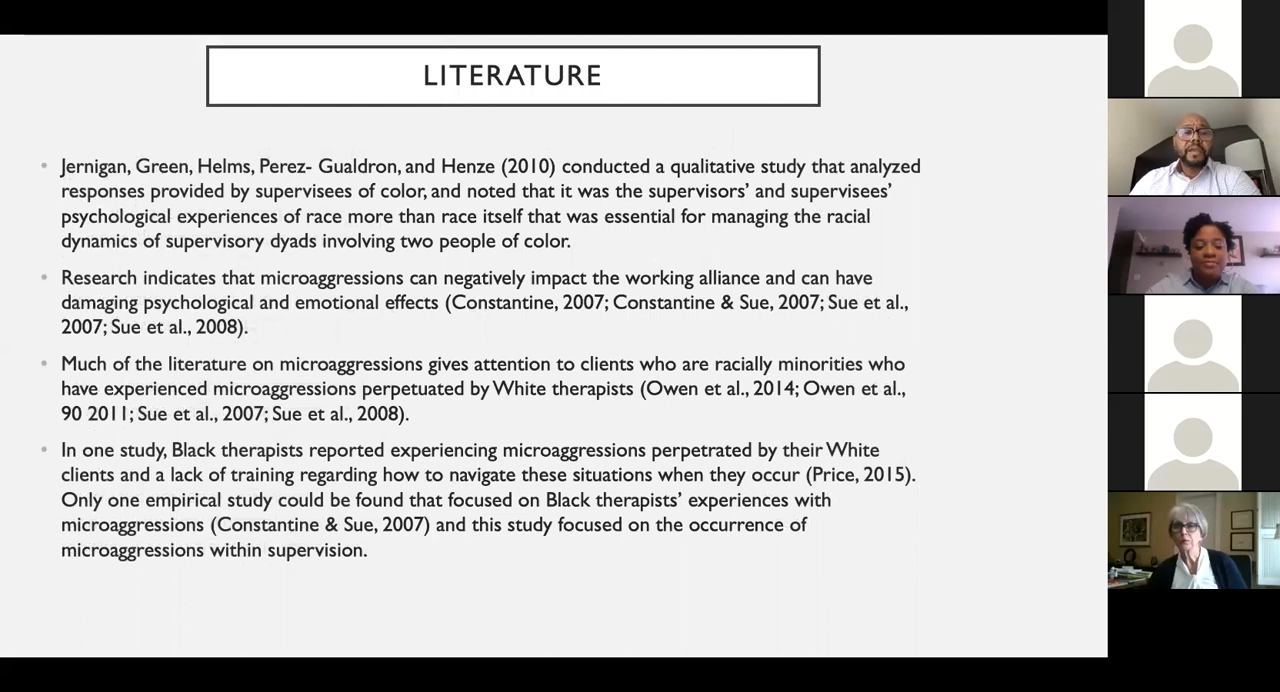 LITERATURE
• Jernigan, Green, Helms, Perez- Gualdron, and Henze (2010) conducted a qualitative study that analyzed
responses provided by supervisees of color, and noted that it was the supervisors’ and supervisees’
psychological experiences of race more than race itself that was essential for managing the racial
dynamics of supervisory dyads involving two people of color.
• Research indicates that microaggressions can negatively impact the working alliance and can have
damaging psychological and emotional effects (Constantine, 2007; Constantine & Sue, 2007; Sue et al.,
2007; Sue et al., 2008).
• Much of the literature on microaggressions gives attention to clients who are racially minorities who
have experienced microaggressions perpetuated by White therapists (Owen et al., 2014; Owen et al.,
90 2011; Sue et al., 2007; Sue et al., 2008).
• In one study, Black therapists reported experiencing microaggressions perpetrated by their White
clients and a lack of training regarding how to navigate these situations when they occur (Price, 2015).
Only one empirical study could be found that focused on Black therapists’ experiences with
microaggressions (Constantine & Sue, 2007) and this study focused on the occurrence of
microaggressions within supervision.